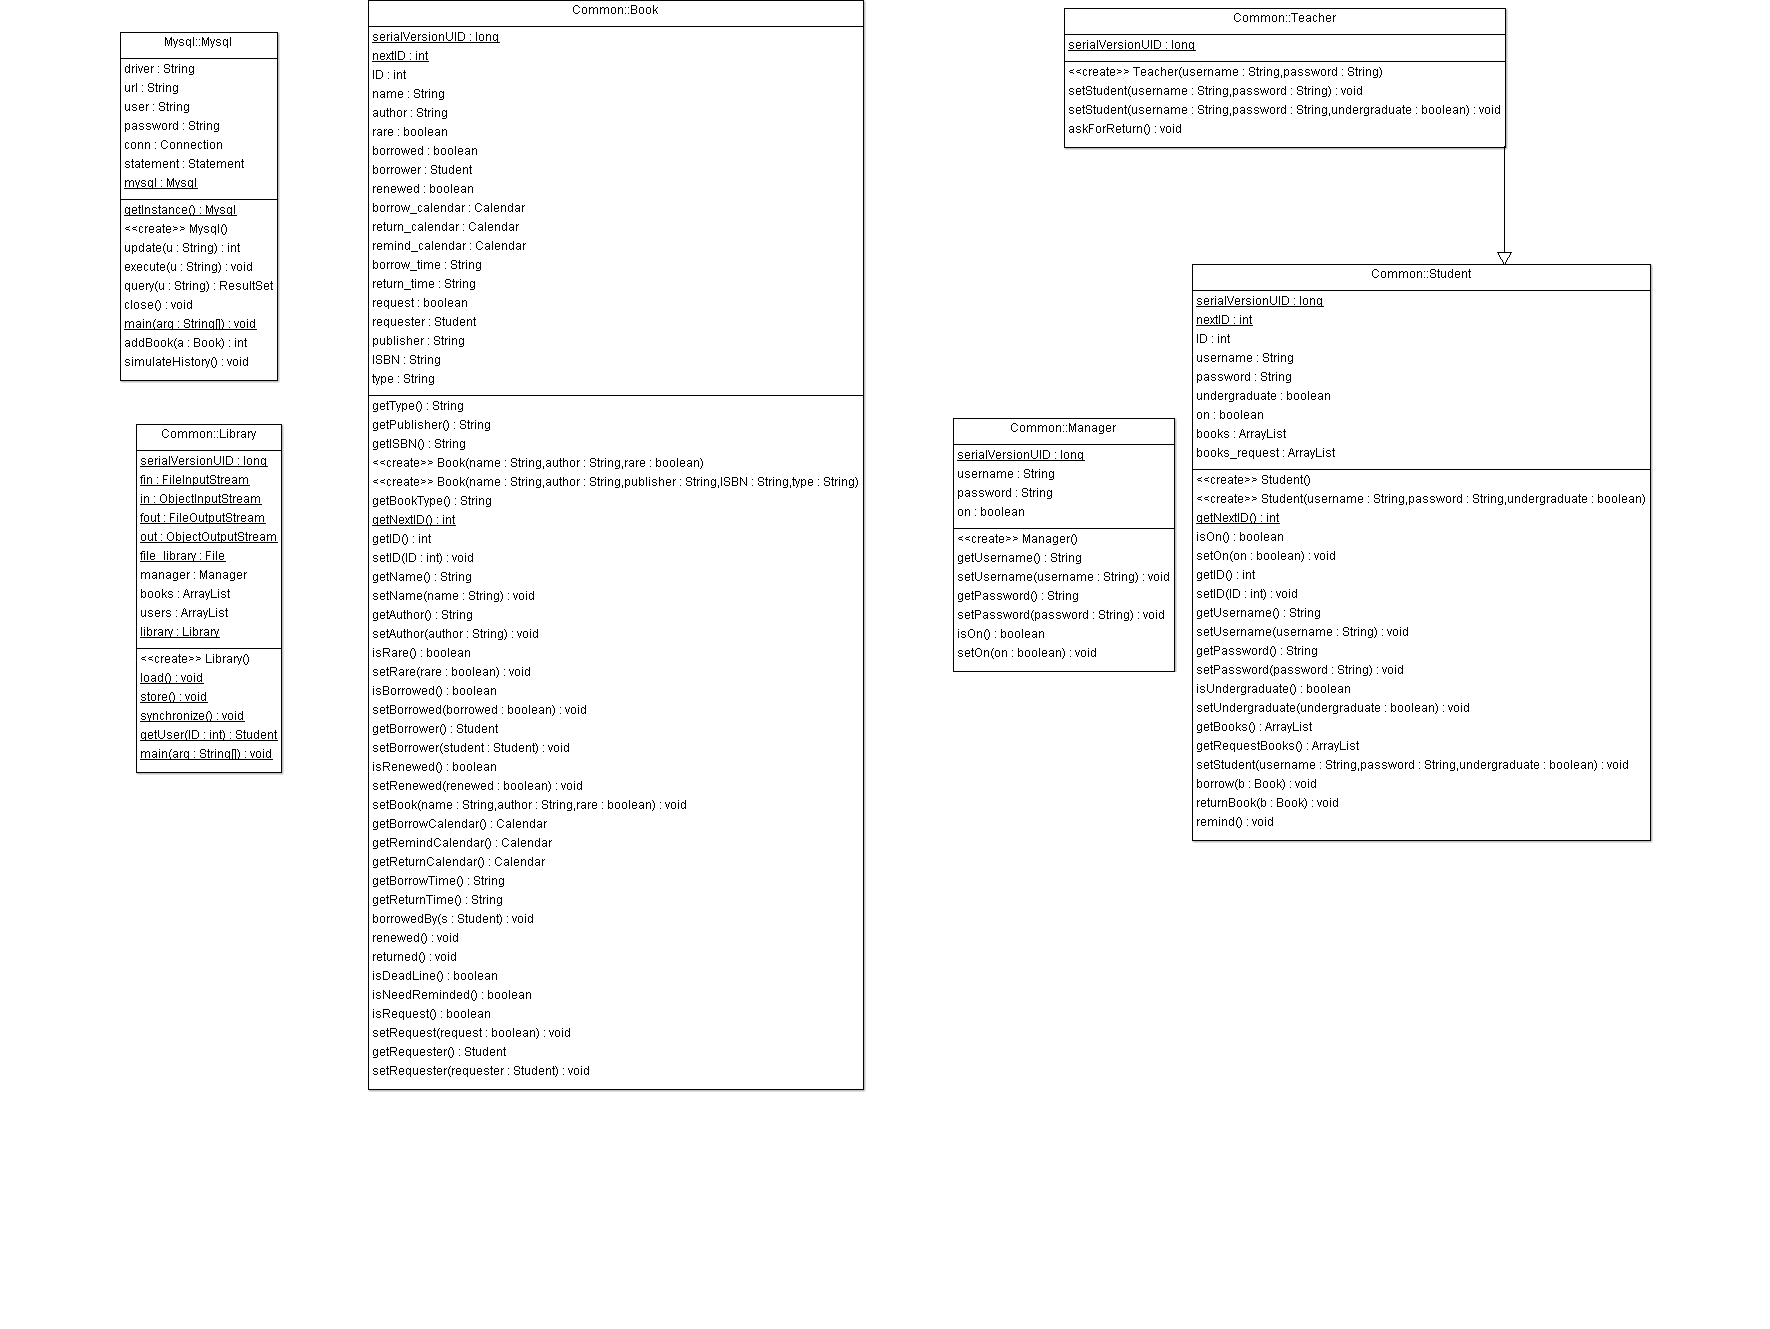 Mysql::Mysql
driver : String
url : String
user : String
password : String
conn : Connection
statement : Statement
mysql : Mysql
getInstance() : Mysql
<<create>> Mysql()
update(u : String) : int
execute(u : String) : void
query(u : String) : ResultSet
close() : void
main(arg : String[]) : void
addBook(a : Book) : int
simulateHistory() : void
Common::Library
serialVersionUID : long
fin : FileInputStream
in : ObjectInputStream
fout : FileOutputStream
out : ObjectOutputStream
file_library : File
manager : Manager
books : ArrayList
users : ArrayList
library : Library
<<create>> Library()
load() : void
store() : void
synchronize() : void
getUser(ID : int) : Student
main(arg : String[]) : void
Common::Book
serialVersionUID : long
nextID : int
ID : int
name : String
author : String
rare : boolean
borrowed : boolean
borrower : Student
renewed : boolean
borrow_calendar : Calendar
return_calendar : Calendar
remind_calendar : Calendar
borrow_time : String
return_time : String
request : boolean
requester : Student
publisher : String
ISBN : String
type : String
getType() : String
getPublisher() : String
getISBN() : String
<<create>> Book(name : String,author : String,rare : boolean)
<<create>> Book(name : String,author : String,publisher : String,ISBN : String,type : String)
getBookType() : String
getNextID() : int
getID() : int
setID(ID : int) : void
getName() : String
setName(name : String) : void
getAuthor() : String
setAuthor(author : String) : void
isRare() : boolean
setRare(rare : boolean) : void
isBorrowed() : boolean
setBorrowed(borrowed : boolean) : void
getBorrower() : Student
setBorrower(student : Student) : void
isRenewed() : boolean
setRenewed(renewed : boolean) : void
setBook(name : String,author : String,rare : boolean) : void
getBorrowCalendar() : Calendar
getRemindCalendar() : Calendar
getReturnCalendar() : Calendar
getBorrowTime() : String
getReturnTime() : String
borrowedBy(s : Student) : void
renewed() : void
returned() : void
isDeadLine() : boolean
isNeedReminded() : boolean
isRequest() : boolean
setRequest(request : boolean) : void
getRequester() : Student
setRequester(requester : Student) : void
Common::Teacher
serialVersionUID : long
<<create>> Teacher(username : String,password : String)
setStudent(username : String,password : String) : void
setStudent(username : String,password : String,undergraduate : boolean) : void
askForReturn() : void
Common::Manager
serialVersionUID : long
username : String
password : String
on : boolean
<<create>> Manager()
getUsername() : String
setUsername(username : String) : void
getPassword() : String
setPassword(password : String) : void
isOn() : boolean
setOn(on : boolean) : void
Common::Student
serialVersionUID : long
nextID : int
ID : int
username : String
password : String
undergraduate : boolean
on : boolean
books : ArrayList
books_request : ArrayList
<<create>> Student()
<<create>> Student(username : String,password : String,undergraduate : boolean)
getNextID() : int
isOn() : boolean
setOn(on : boolean) : void
getID() : int
setID(ID : int) : void
getUsername() : String
setUsername(username : String) : void
getPassword() : String
setPassword(password : String) : void
isUndergraduate() : boolean
setUndergraduate(undergraduate : boolean) : void
getBooks() : ArrayList
getRequestBooks() : ArrayList
setStudent(username : String,password : String,undergraduate : boolean) : void
borrow(b : Book) : void
returnBook(b : Book) : void
remind() : void